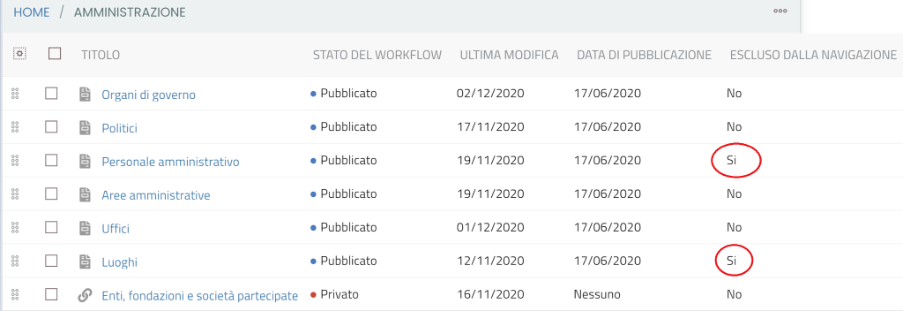 HOME / AMMINISTRAZIONE
TITOLO STATO DEL WORKFLOW ULTIMA MODIFICA DATA DI PUBBLICAZIONE ESCLUSO DALLA NAVIGAZIONE
Organi di governo Pubblicato 02/12/2020 17/06/2020 No
Politici Pubblicato 17/11/2020 17/06/2020 No
Personale amministrativo Pubblicato 19/11/2020 17/06/2020 Si
Aree amministrative Pubblicato 19/11/2020 17/06/2020 No
Uffici Pubblicato 01/12/2020 17/06/2020 No
Luoghi Pubblicato 12/11/2020 17/06/2020 Si
Enti, fondazioni e società partecipate Privato 16/11/2020 Nessuno No